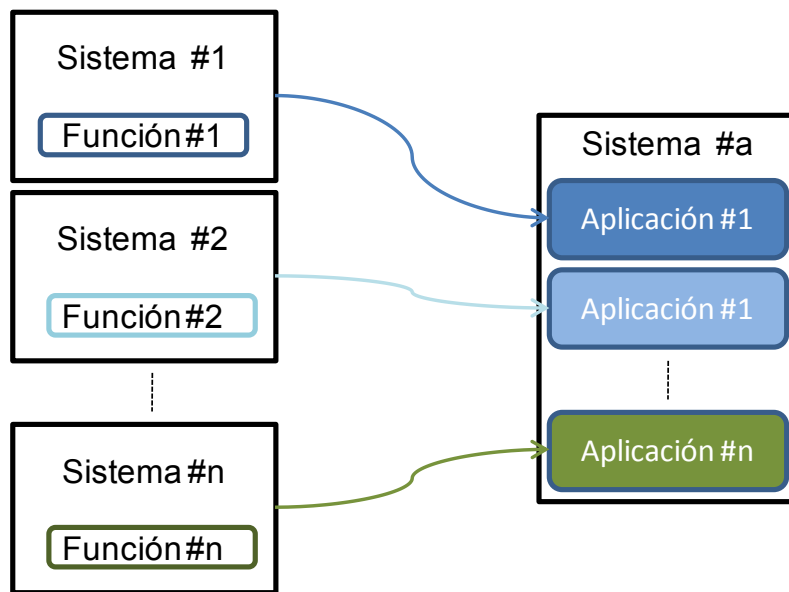 Sistema #1
Función #1
Sistema #2
Función #2
Sistema #n
Función #n
Sistema #a
Aplicación #1
Aplicación #1
Aplicación #n